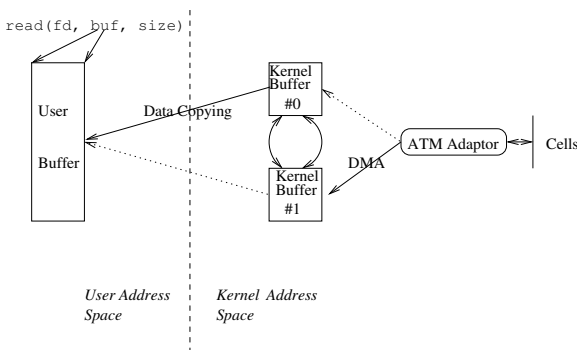 read(fd, buf, size)
User
Buffer
Data Copying
Kernel
Buffer
#0
DMA
Kernel
Buffer
#1
ATM Adaptor
Cells
User Address
Space
Kernel Address
Space